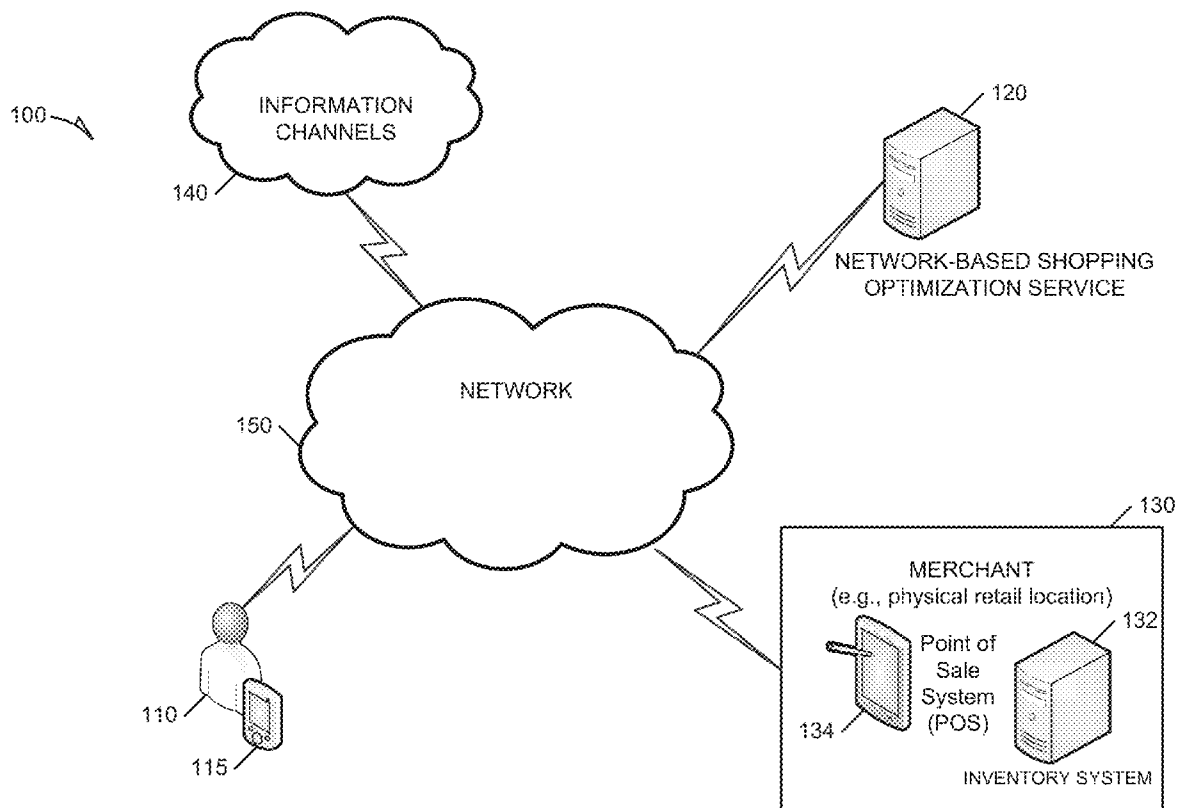 100
INFORMATION
CHANNELS
140
120
NETWORK-BASED SHOPPING
OPTIMIZATION SERVICE
NETWORK
150
130
MERCHANT
(e.g., physical retail location)
132
Point of
Sale
System
(POS)
134
INVENTORY SYSTEM
110
115